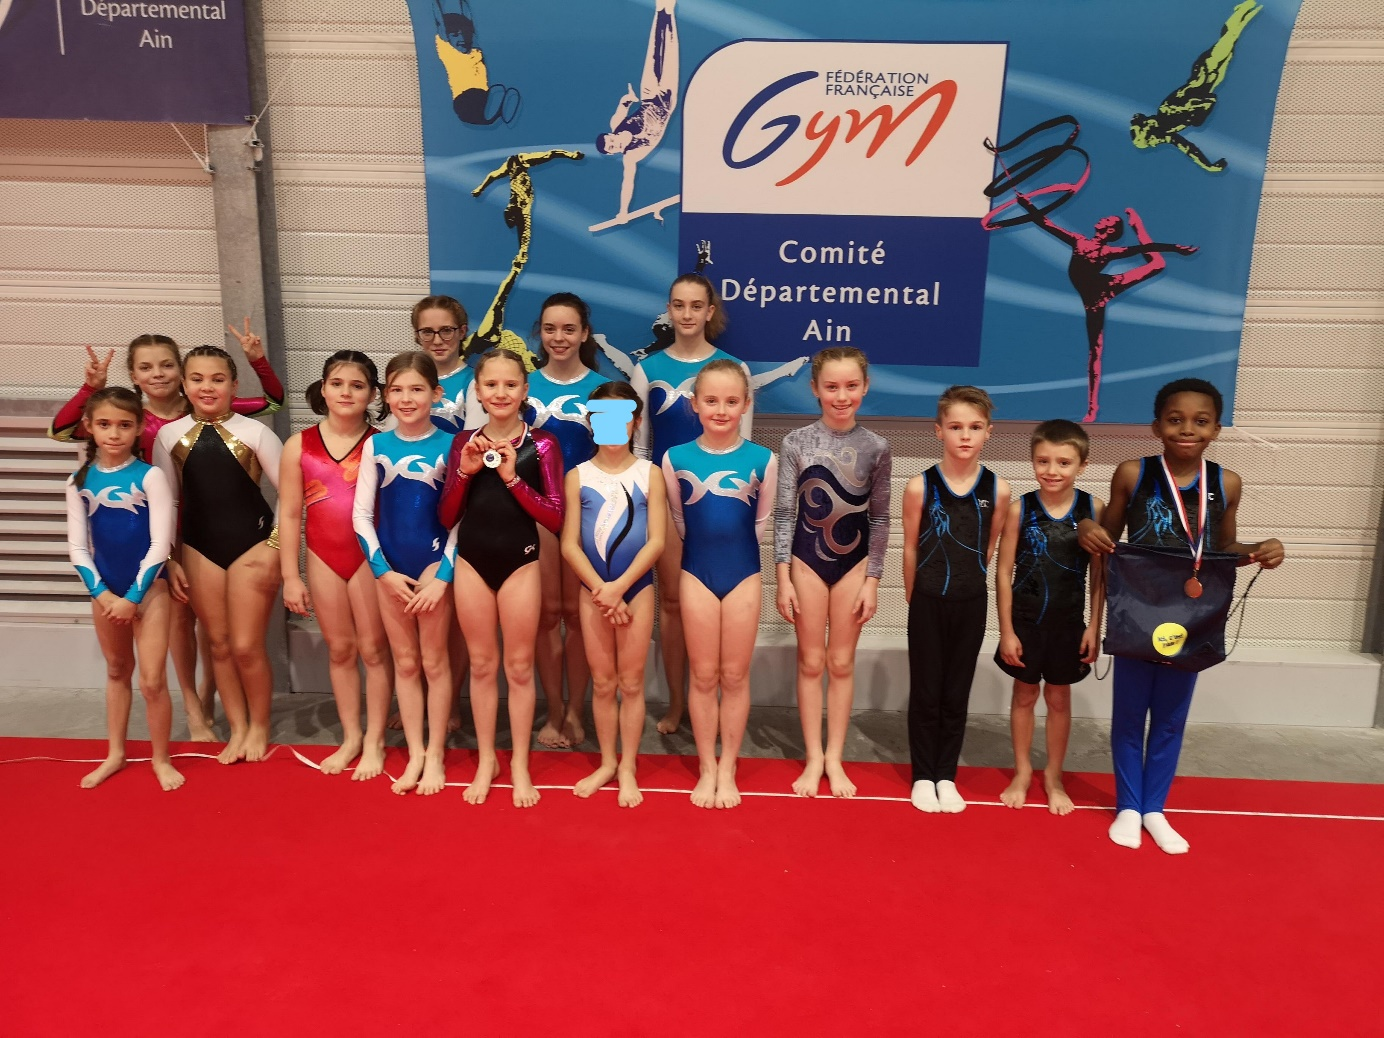 Départemental
Ain
FÉDÉRATION
FRANÇAISE
Gym
Comité
Départemental
Ain